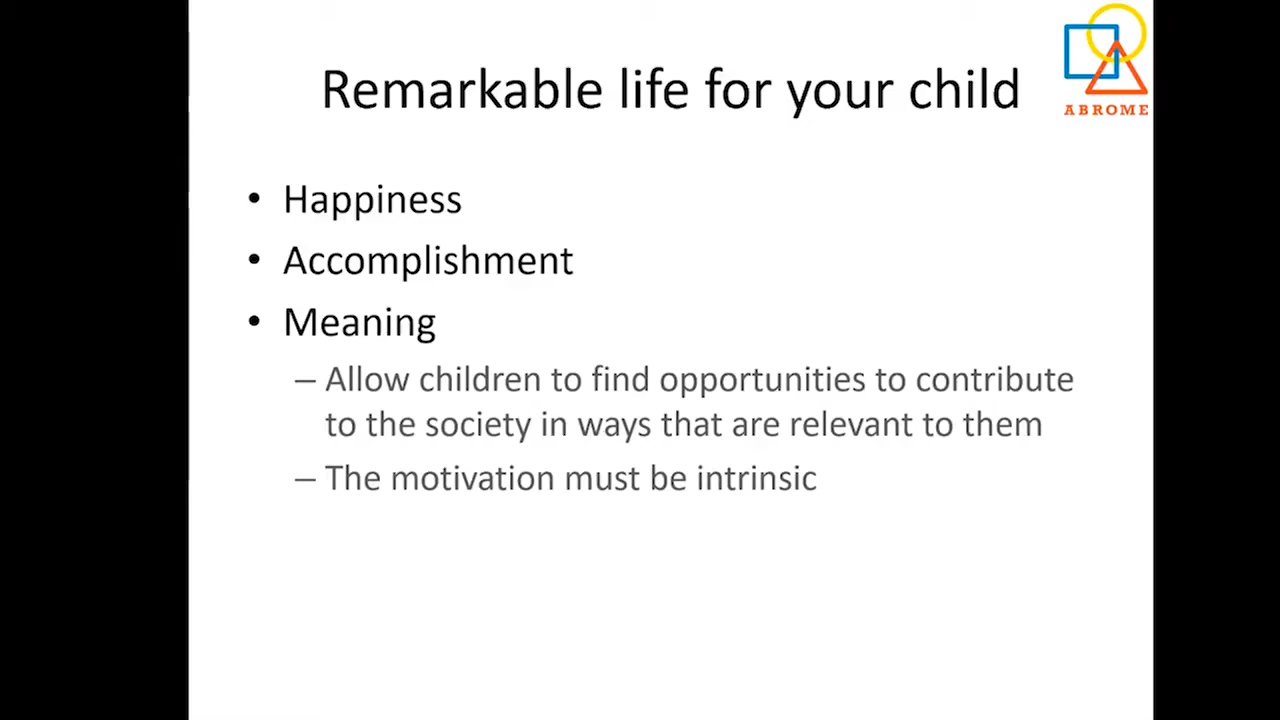 Remarkable life for your child
ABROME
• Happiness
• Accomplishment
• Meaning
– Allow children to find opportunities to contribute
to the society in ways that are relevant to them
– The motivation must be intrinsic